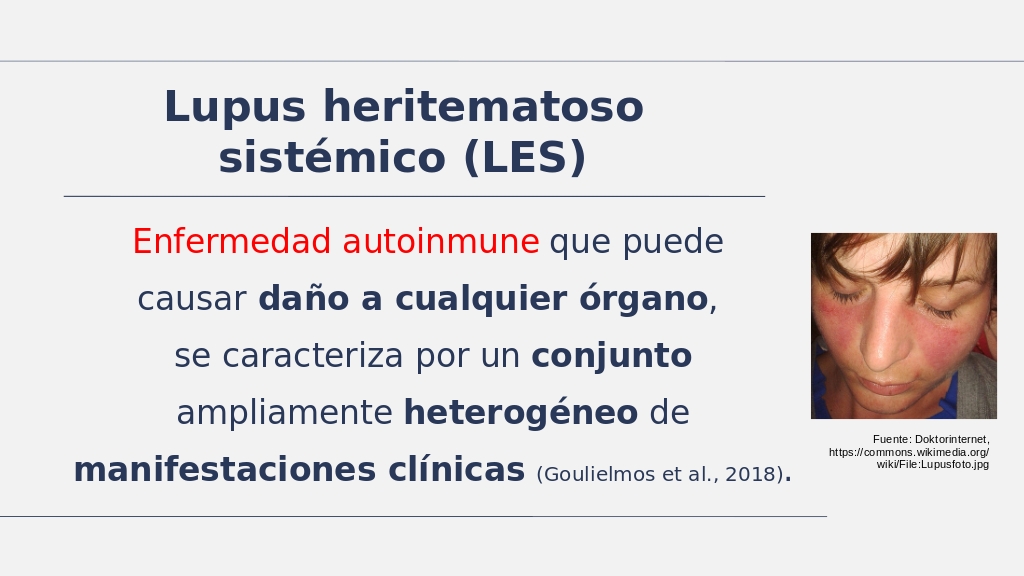 Lupus heritematoso
sistémico (LES)
Enfermedad autoinmune que puede
causar daño a cualquier órgano,
se caracteriza por un conjunto
ampliamente heterogéneo de
manifestaciones clínicas (Goulielmos et al., 2018).
Fuente: Doktorinternet,
https://commons.wikimedia.org/
wiki/File:Lupusfoto.jpg